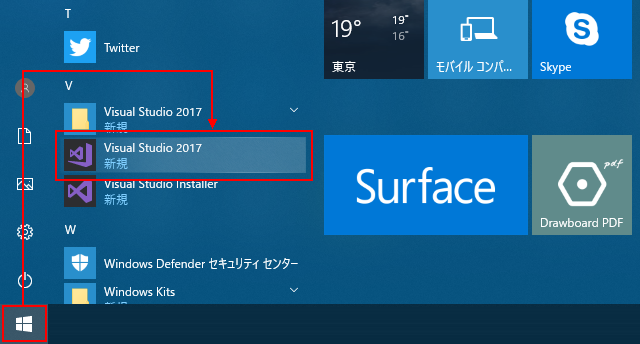 T
Twitter
V
Visual Studio 2017
新規
Visual Studio 2017
新規
Visual Studio Installer
新規
W
Windows Defender セキュリティ センター
Windows Kits
19°
19°
16°
東京
モバイル コンパ...
Skype
Surface
pdf
Drawboard PDF